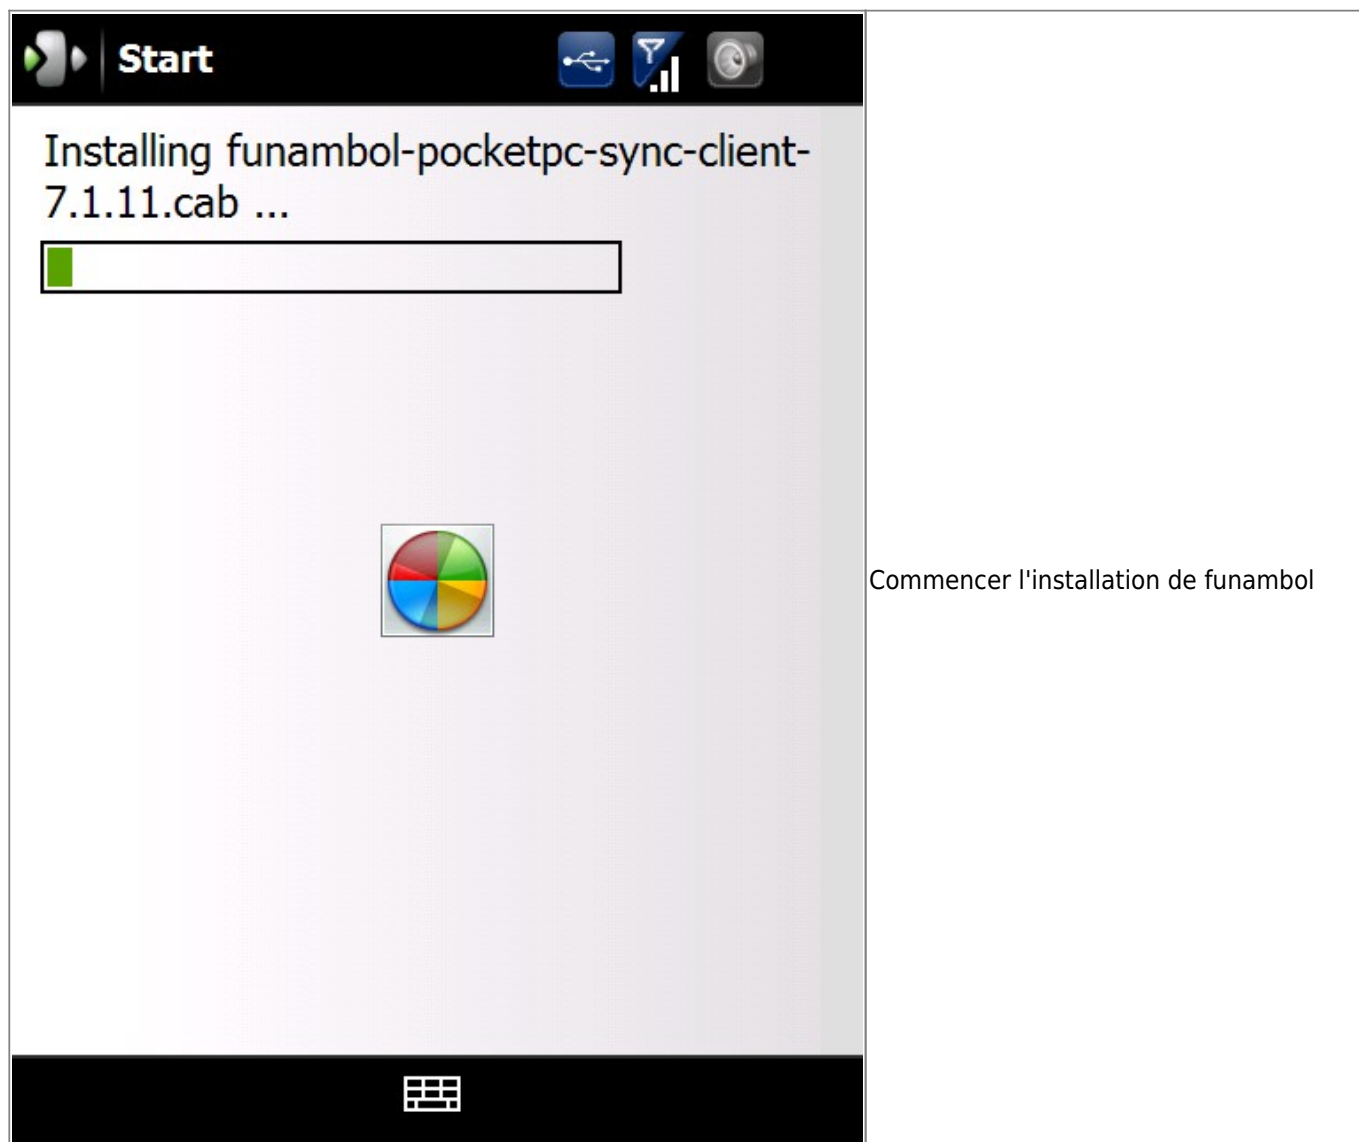 Start
Installing funambol-pocketpc-sync-client-
7.1.11.cab ...
Commencer l'installation de funambol